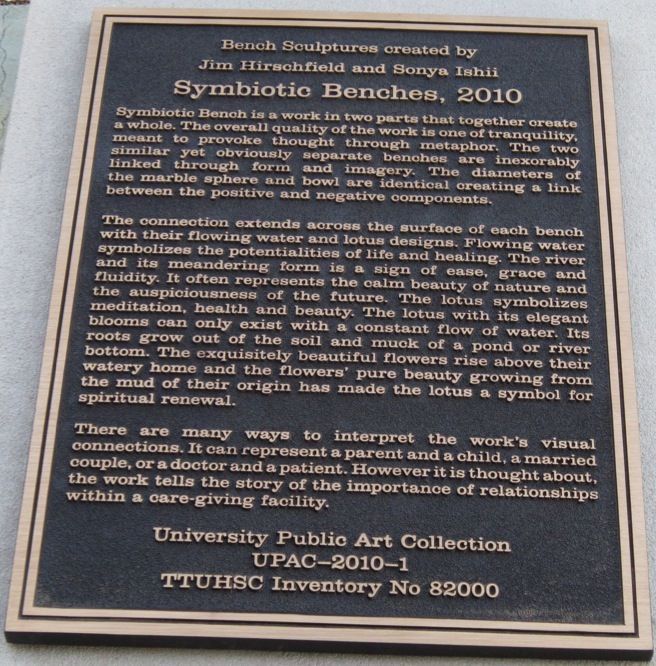 Bench Sculptures created by
Jim Hirschfield and Sonya Ishii
Symbiotic Benches, 2010
Symbiotic Bench is a work in two parts that together create
a whole. The overall quality of the work is one of tranquility,
meant to provoke thought through metaphor. The two
similar yet obviously separate benches are inexorably
linked through form and imagery. The diameters of
the marble sphere and bowl are identical creating a link
between the positive and negative components.
The connection extends across the surface of each bench
with their flowing water and lotus designs. Flowing water
symbolizes the potentialities of life and healing. The river
and its meandering form is a sign of ease, grace and
fluidity. It often represents the calm beauty of nature and
the auspiciousness of the future. The lotus symbolizes
meditation, health and beauty. The lotus with its elegant
blooms can only exist with a constant flow of water. Its
roots grow out of the soil and muck of a pond or river
bottom. The exquisitely beautiful flowers rise above their
watery home and the flowers' pure beauty growing from
the mud of their origin has made the lotus a symbol for
spiritual renewal.
There are many ways to interpret the work's visual
connections. It can represent a parent and a child, a married
couple, or a doctor and a patient. However it is thought about,
the work tells the story of the importance of relationships
within a care-giving facility.
University Public Art Collection
UPAC-2010-1
TTUHSC Inventory No 82000